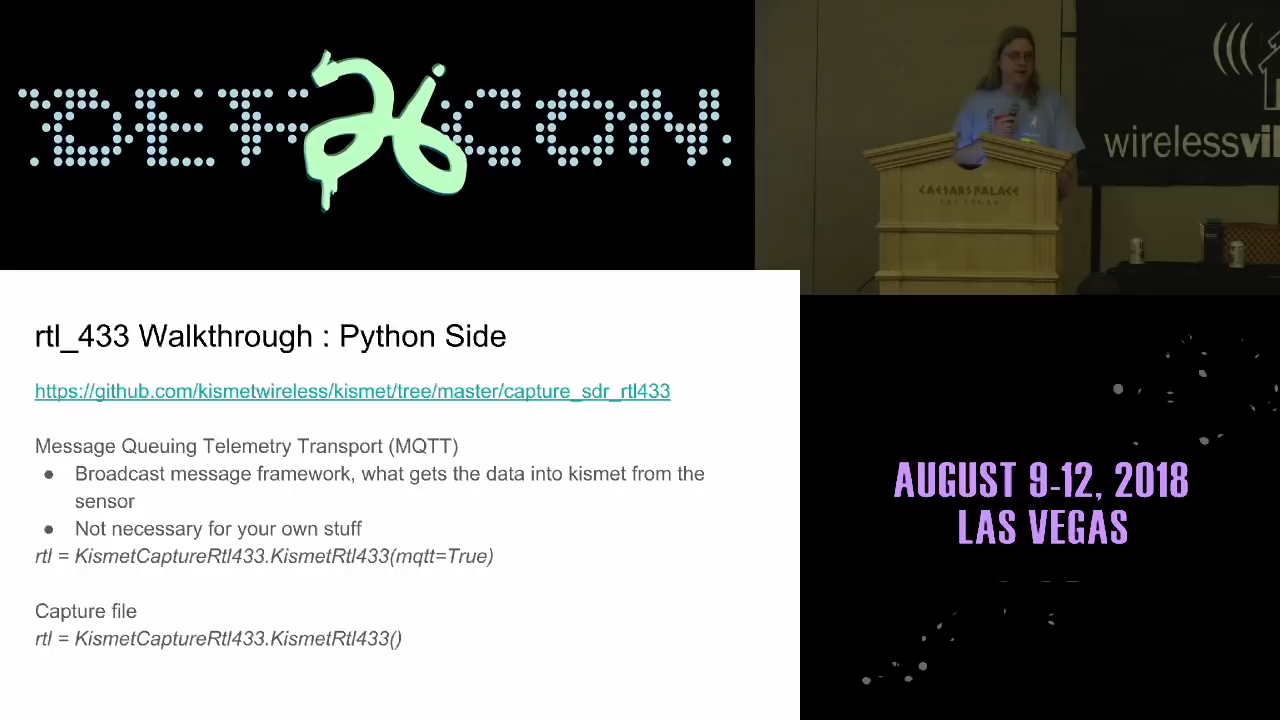 DEF 26 CON
wirelessvil
CAESARS PALACE
LAS VEGAS
rtl_433 Walkthrough : Python Side
https://github.com/kismetwireless/kismet/tree/master/capture_sdr_rtl433
Message Queuing Telemetry Transport (MQTT)
● Broadcast message framework, what gets the data into kismet from the
sensor
● Not necessary for your own stuff
rtl = KismetCaptureRtl433.KismetRtl433(mqtt=True)
Capture file
rtl = KismetCaptureRtl433.KismetRtl433()
AUGUST 9-12, 2018
LAS VEGAS